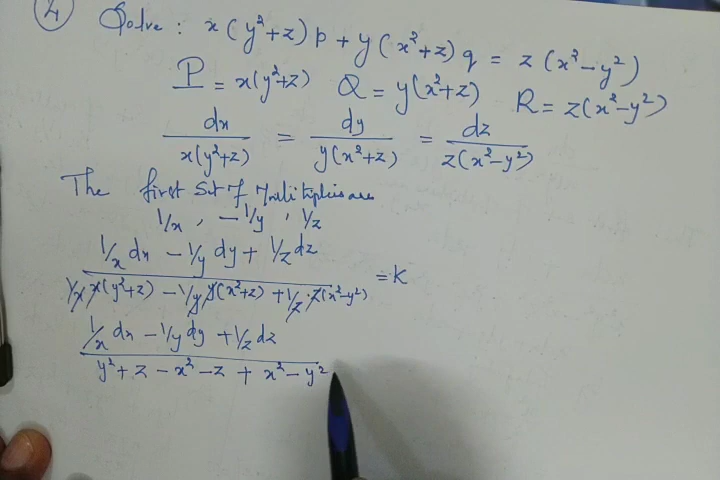 4 Solve : x(y²+z)p + y(x²+z)q = z(x²-y²)
P = x(y²+z) Q = y(x²+z) R = z(x²-y²)
dx/x(y²+z) = dy/y(x²+z) = dz/z(x²-y²)
The first Set of Multipliers are
1/x , -1/y , 1/z
1/x dx - 1/y dy + 1/z dz
1/x x(y²+z) - 1/y y(x²+z) + 1/z · z(x²-y²) = K
1/x dx - 1/y dy + 1/z dz
y² + z - x² - z + x² - y²